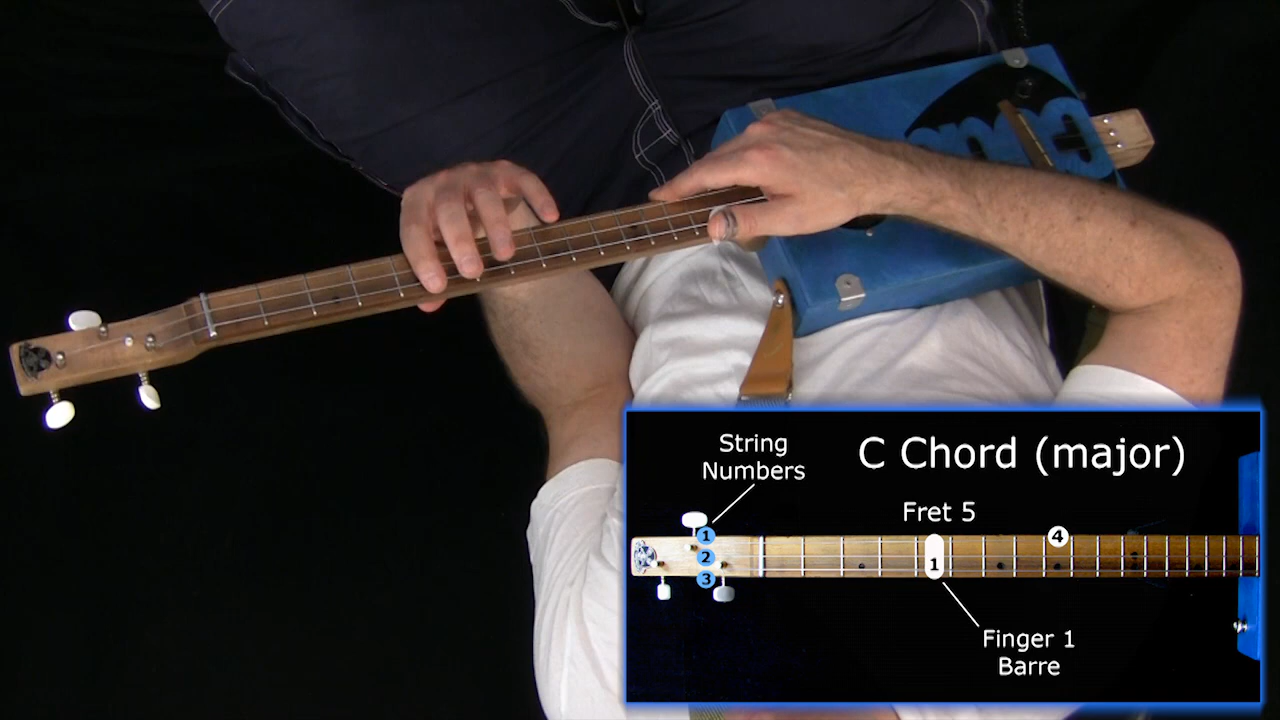 String
Numbers
C Chord (major)
Fret 5
1
2
3
1
4
Finger 1
Barre